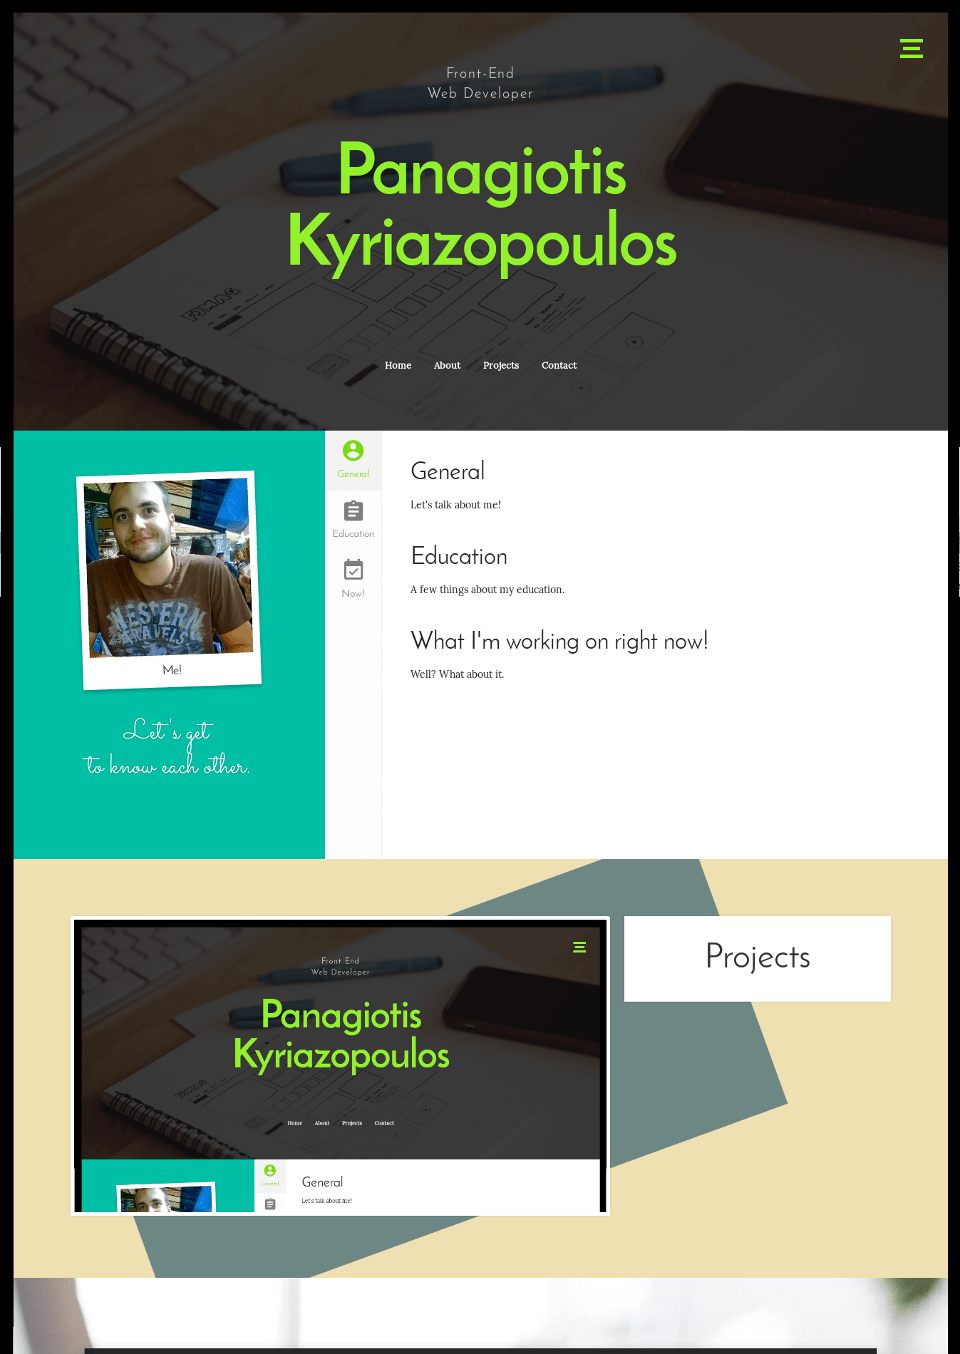 Front-End
Web Developer
Panagiotis
Kyriazopoulos
Home About Projects Contact
General
Education
Now!
General
Let's talk about me!
Education
A few things about my education.
What I'm working on right now!
Well? What about it.
WESTERN
TRAVELS
Me!
Let's get
to know each other.
Projects
Front End
Web Developer
Panagiotis
Kyriazopoulos
Home About Projects Contact
General
General
Let's talk about me!